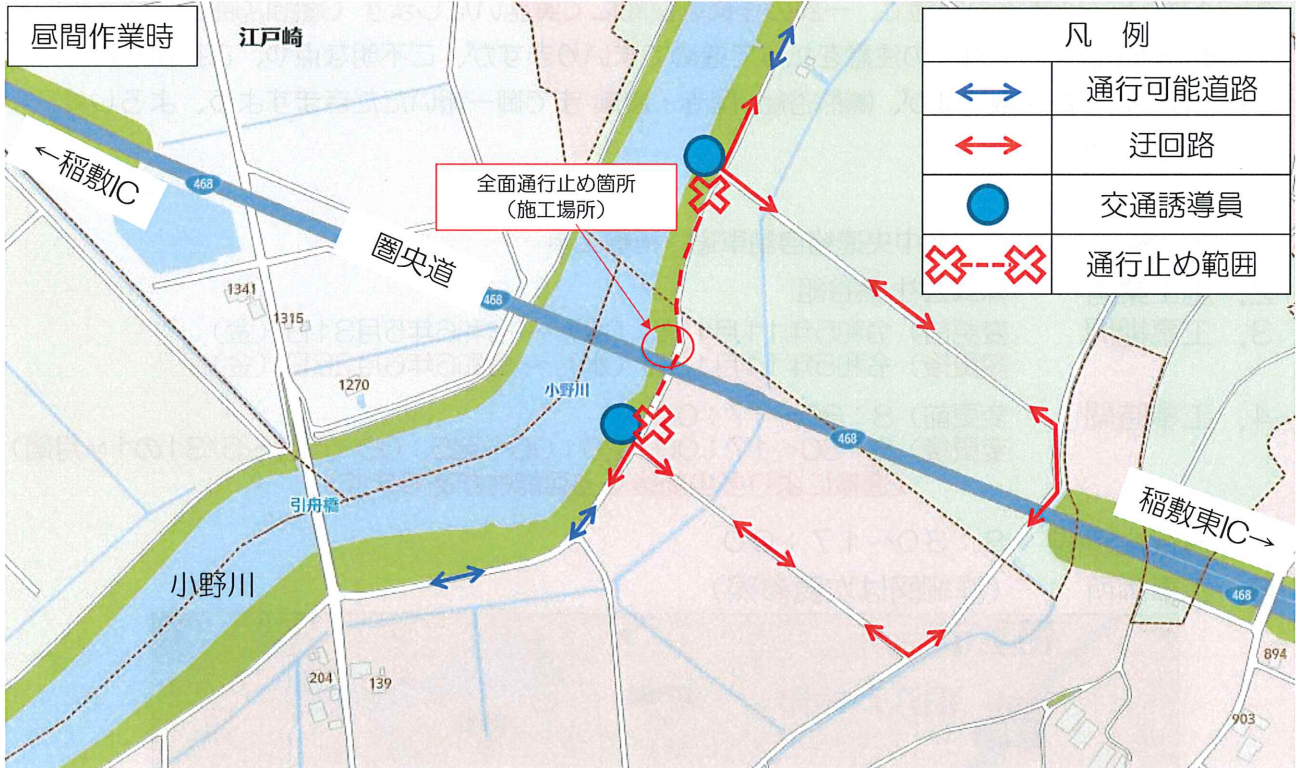 昼間作業時
江戸崎
凡 例
通行可能道路
迂回路
交通誘導員
通行止め範囲
←稲敷IC
468
全面通行止め箇所
（施工場所）
圏央道
468
1341
1315
1270
小野川
468
引舟橋
稲敷東IC→
小野川
468
204
139
894
903